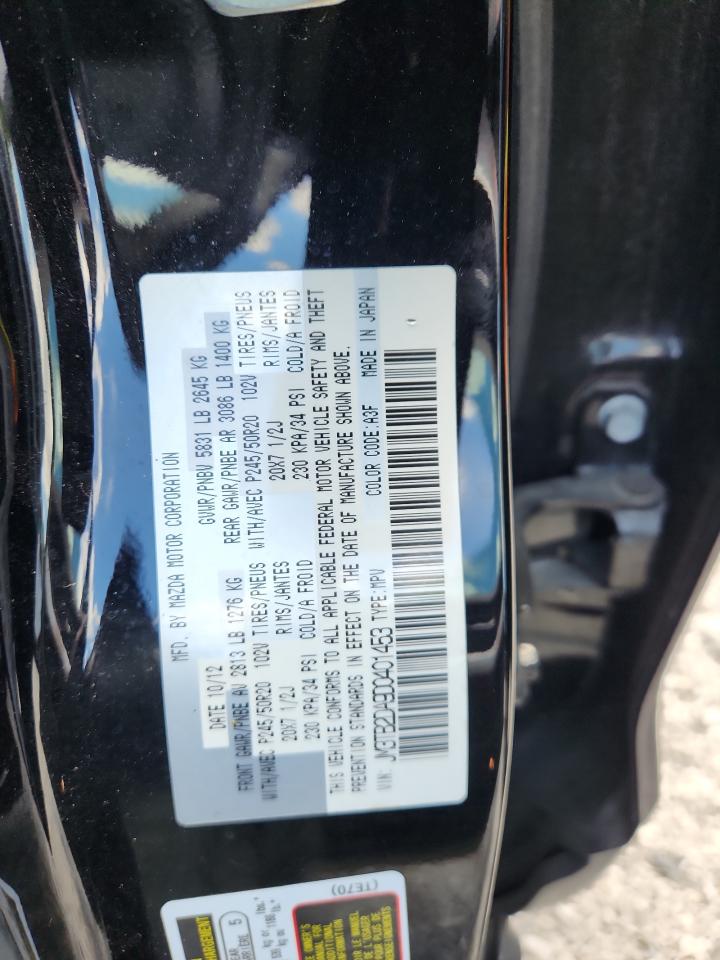 MFD. BY MAZDA MOTOR CORPORATION
DATE 10/12 GVWR/PNBV 5831 LB 2645 KG
FRONT GAWR/PNBE AV 2813 LB 1276 KG REAR GAWR/PNBE AR 3086 LB 1400 KG
WITH/AVEC P245/50R20 102V TIRES/PNEUS WITH/AVEC P245/50R20 102V TIRES/PNEUS
20X7 1/2J RIMS/JANTES 20X7 1/2J RIMS/JANTES
230 KPA/34 PSI COLD/A FROID 230 KPA/34 PSI COLD/A FROID
THIS VEHICLE CONFORMS TO ALL APPLICABLE FEDERAL MOTOR VEHICLE SAFETY AND THEFT
PREVENTION STANDARDS IN EFFECT ON THE DATE OF MANUFACTURE SHOWN ABOVE.
VIN: JM3TB2DA9D0401453 TYPE:MPV COLOR CODE:A3F MADE IN JAPAN
REAR 5
(TE70)